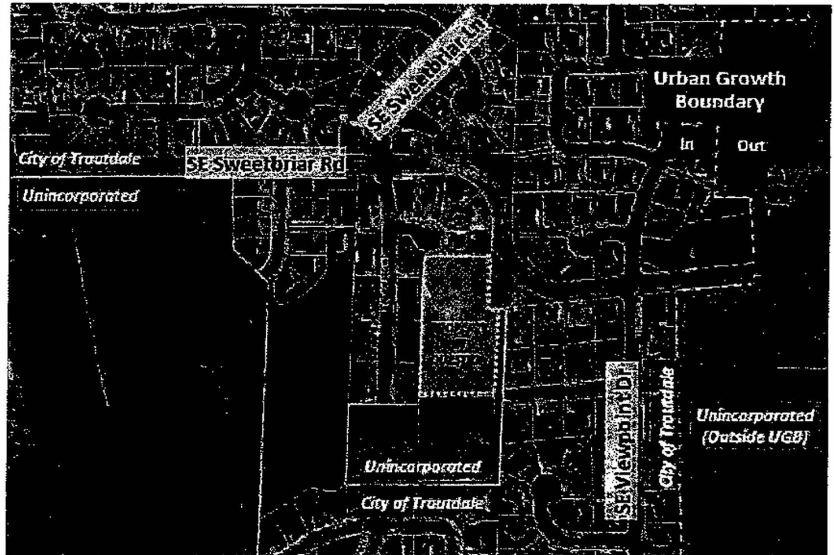 SE Sweetbriar Ln
Urban Growth
Boundary
In
Out
City of Troutdale
SE Sweetbriar Rd
Unincorporated
SE Viewpoint Dr
City of Troutdale
Unincorporated
(Outside UGB)
Unincorporated
City of Troutdale